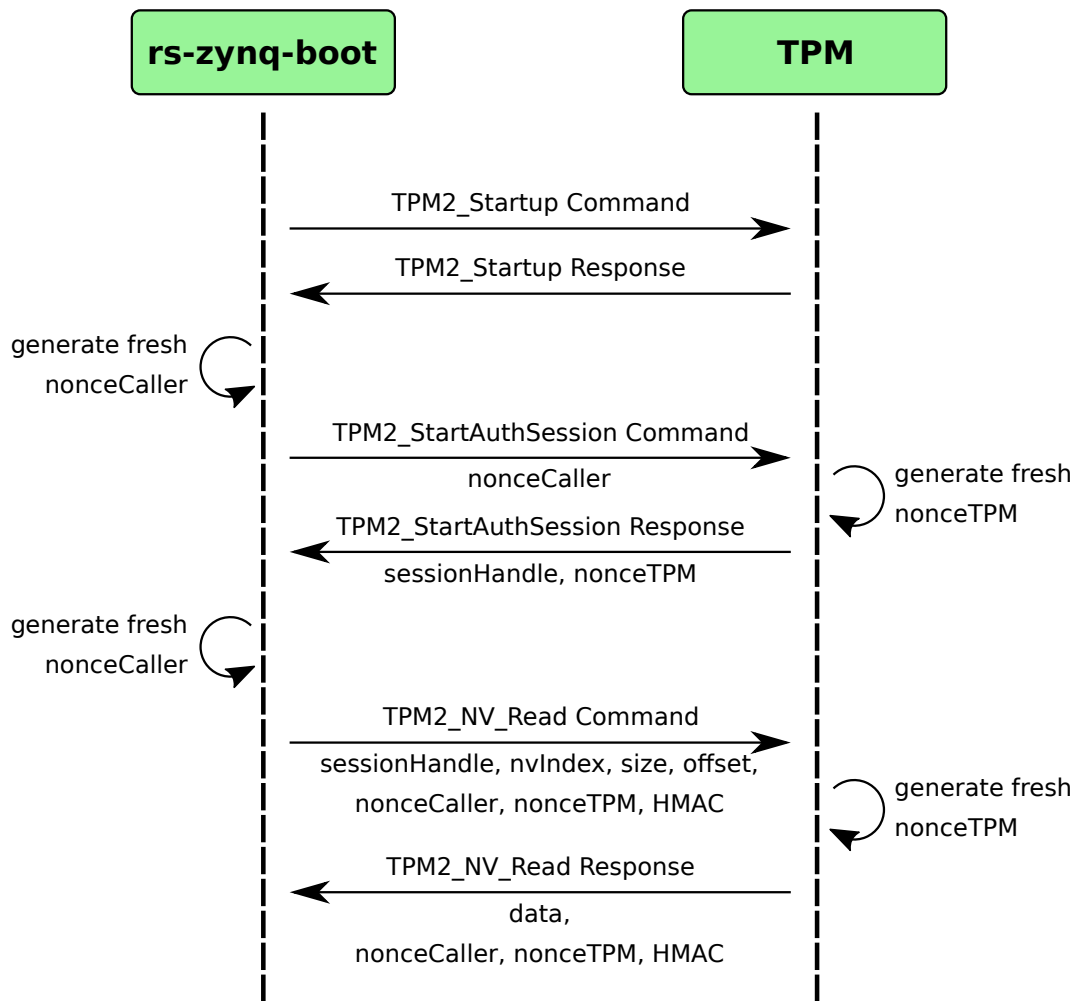 rs-zynq-boot
TPM
TPM2_Startup Command
TPM2_Startup Response
generate fresh
nonceCaller
TPM2_StartAuthSession Command
nonceCaller
generate fresh
nonceTPM
TPM2_StartAuthSession Response
sessionHandle, nonceTPM
generate fresh
nonceCaller
TPM2_NV_Read Command
sessionHandle, nvIndex, size, offset,
nonceCaller, nonceTPM, HMAC
generate fresh
nonceTPM
TPM2_NV_Read Response
data,
nonceCaller, nonceTPM, HMAC